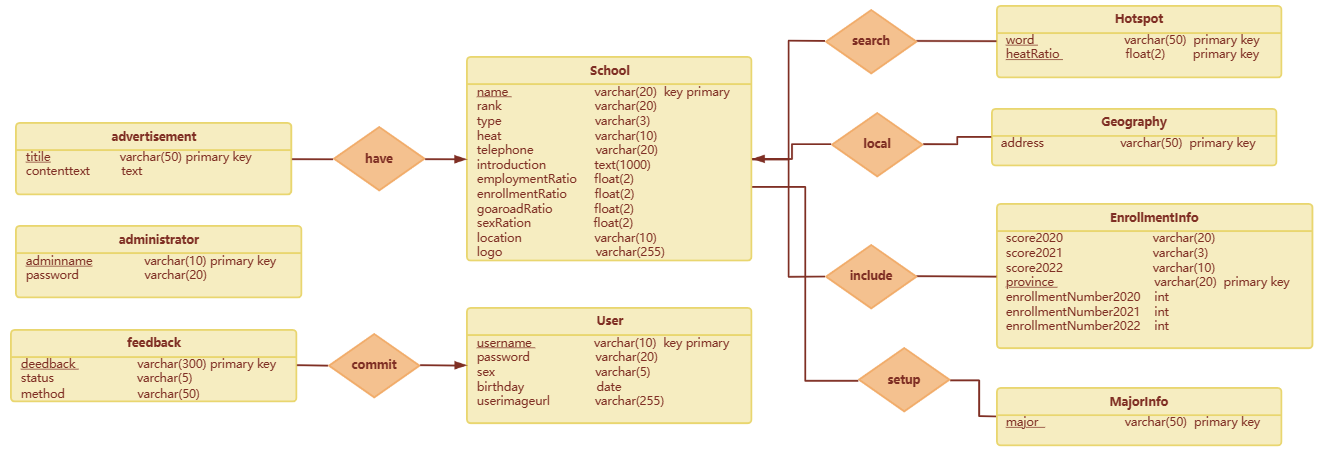 advertisement
titile varchar(50) primary key
contenttext text
have
administrator
adminname varchar(10) primary key
password varchar(20)
feedback
deedback varchar(300) primary key
status varchar(5)
method varchar(50)
commit
School
name varchar(20) key primary
rank varchar(20)
type varchar(3)
heat varchar(10)
telephone varchar(20)
introduction text(1000)
employmentRatio float(2)
enrollmentRatio float(2)
goaroadRatio float(2)
sexRation float(2)
location varchar(10)
logo varchar(255)
User
username varchar(10) key primary
password varchar(20)
sex varchar(5)
birthday date
userimageurl varchar(255)
search
local
include
setup
Hotspot
word varchar(50) primary key
heatRatio float(2) primary key
Geography
address varchar(50) primary key
EnrollmentInfo
score2020 varchar(20)
score2021 varchar(3)
score2022 varchar(10)
province varchar(20) primary key
enrollmentNumber2020 int
enrollmentNumber2021 int
enrollmentNumber2022 int
MajorInfo
major varchar(50) primary key